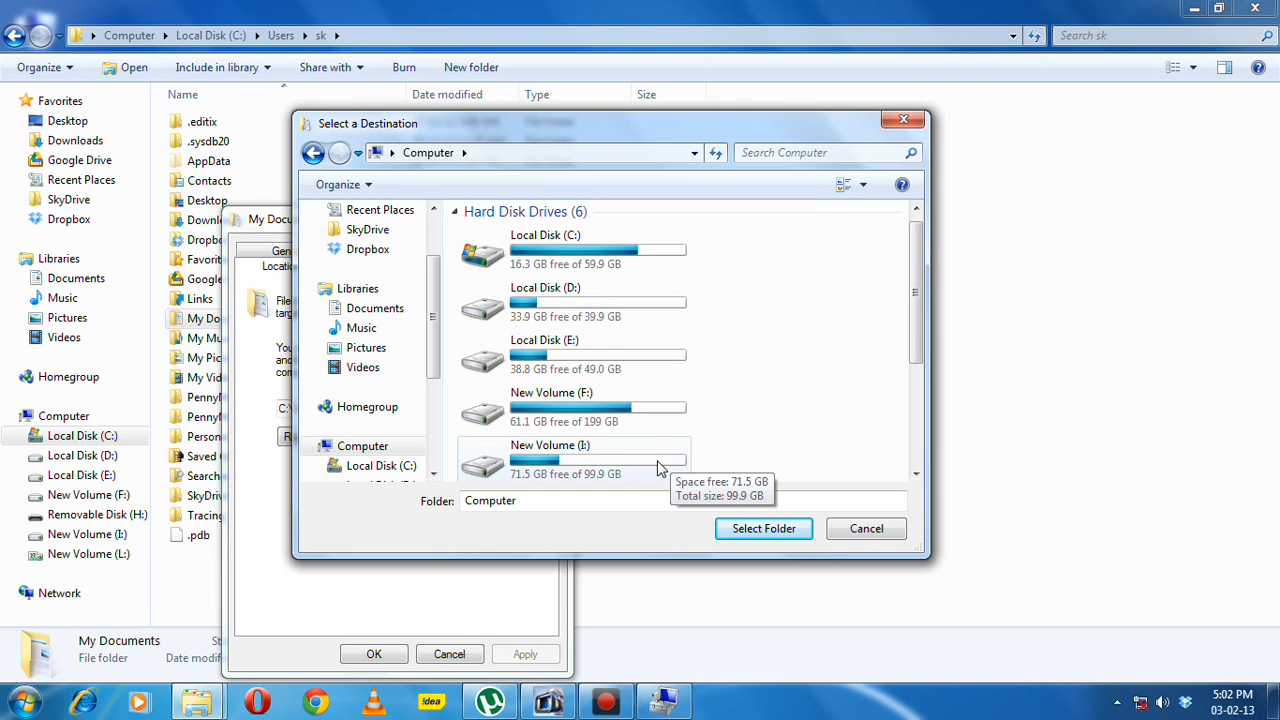 Computer Local Disk (C:) Users sk
Search sk
Organize Open Include in library Share with Burn New folder
Name Date modified Type Size
Favorites
Desktop
Downloads
Google Drive
Recent Places
SkyDrive
Dropbox
Libraries
Documents
Music
Pictures
Videos
Homegroup
Computer
Local Disk (C:)
Local Disk (D:)
Local Disk (E:)
New Volume (F:)
Removable Disk (H:)
New Volume (I:)
New Volume (L:)
Network
.editix
.sysdb20
AppData
Contacts
Desktop
Downl
Dropbo
Favorit
Google
Links
My Do
My Mu
My Pic
My Vid
PennyM
PennyM
Person
Saved
Searche
SkyDriv
Tracing
.pdb
My Docu
Gen
Location
Files
targ
You
and
com
C:\
R
OK Cancel Apply
Select a Destination
Computer
Search Computer
Organize
Recent Places
SkyDrive
Dropbox
Libraries
Documents
Music
Pictures
Videos
Homegroup
Computer
Local Disk (C:)
Hard Disk Drives (6)
Local Disk (C:)
16.3 GB free of 59.9 GB
Local Disk (D:)
33.9 GB free of 39.9 GB
Local Disk (E:)
38.8 GB free of 49.0 GB
New Volume (F:)
61.1 GB free of 199 GB
New Volume (I:)
71.5 GB free of 99.9 GB
Space free: 71.5 GB
Total size: 99.9 GB
Folder: Computer
Select Folder Cancel
My Documents St
File folder Date modif
!dea
5:02 PM
03-02-13